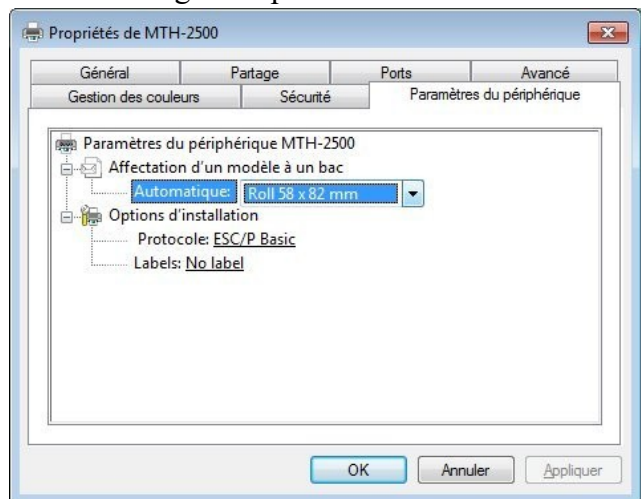 Propriétés de MTH-2500
Général Partage Ports Avancé
Gestion des couleurs Sécurité Paramètres du périphérique
Paramètres du périphérique MTH-2500
Affectation d'un modèle à un bac
Automatique: Roll 58 x 82 mm
Options d'installation
Protocole: ESC/P Basic
Labels: No label
OK Annuler Appliquer